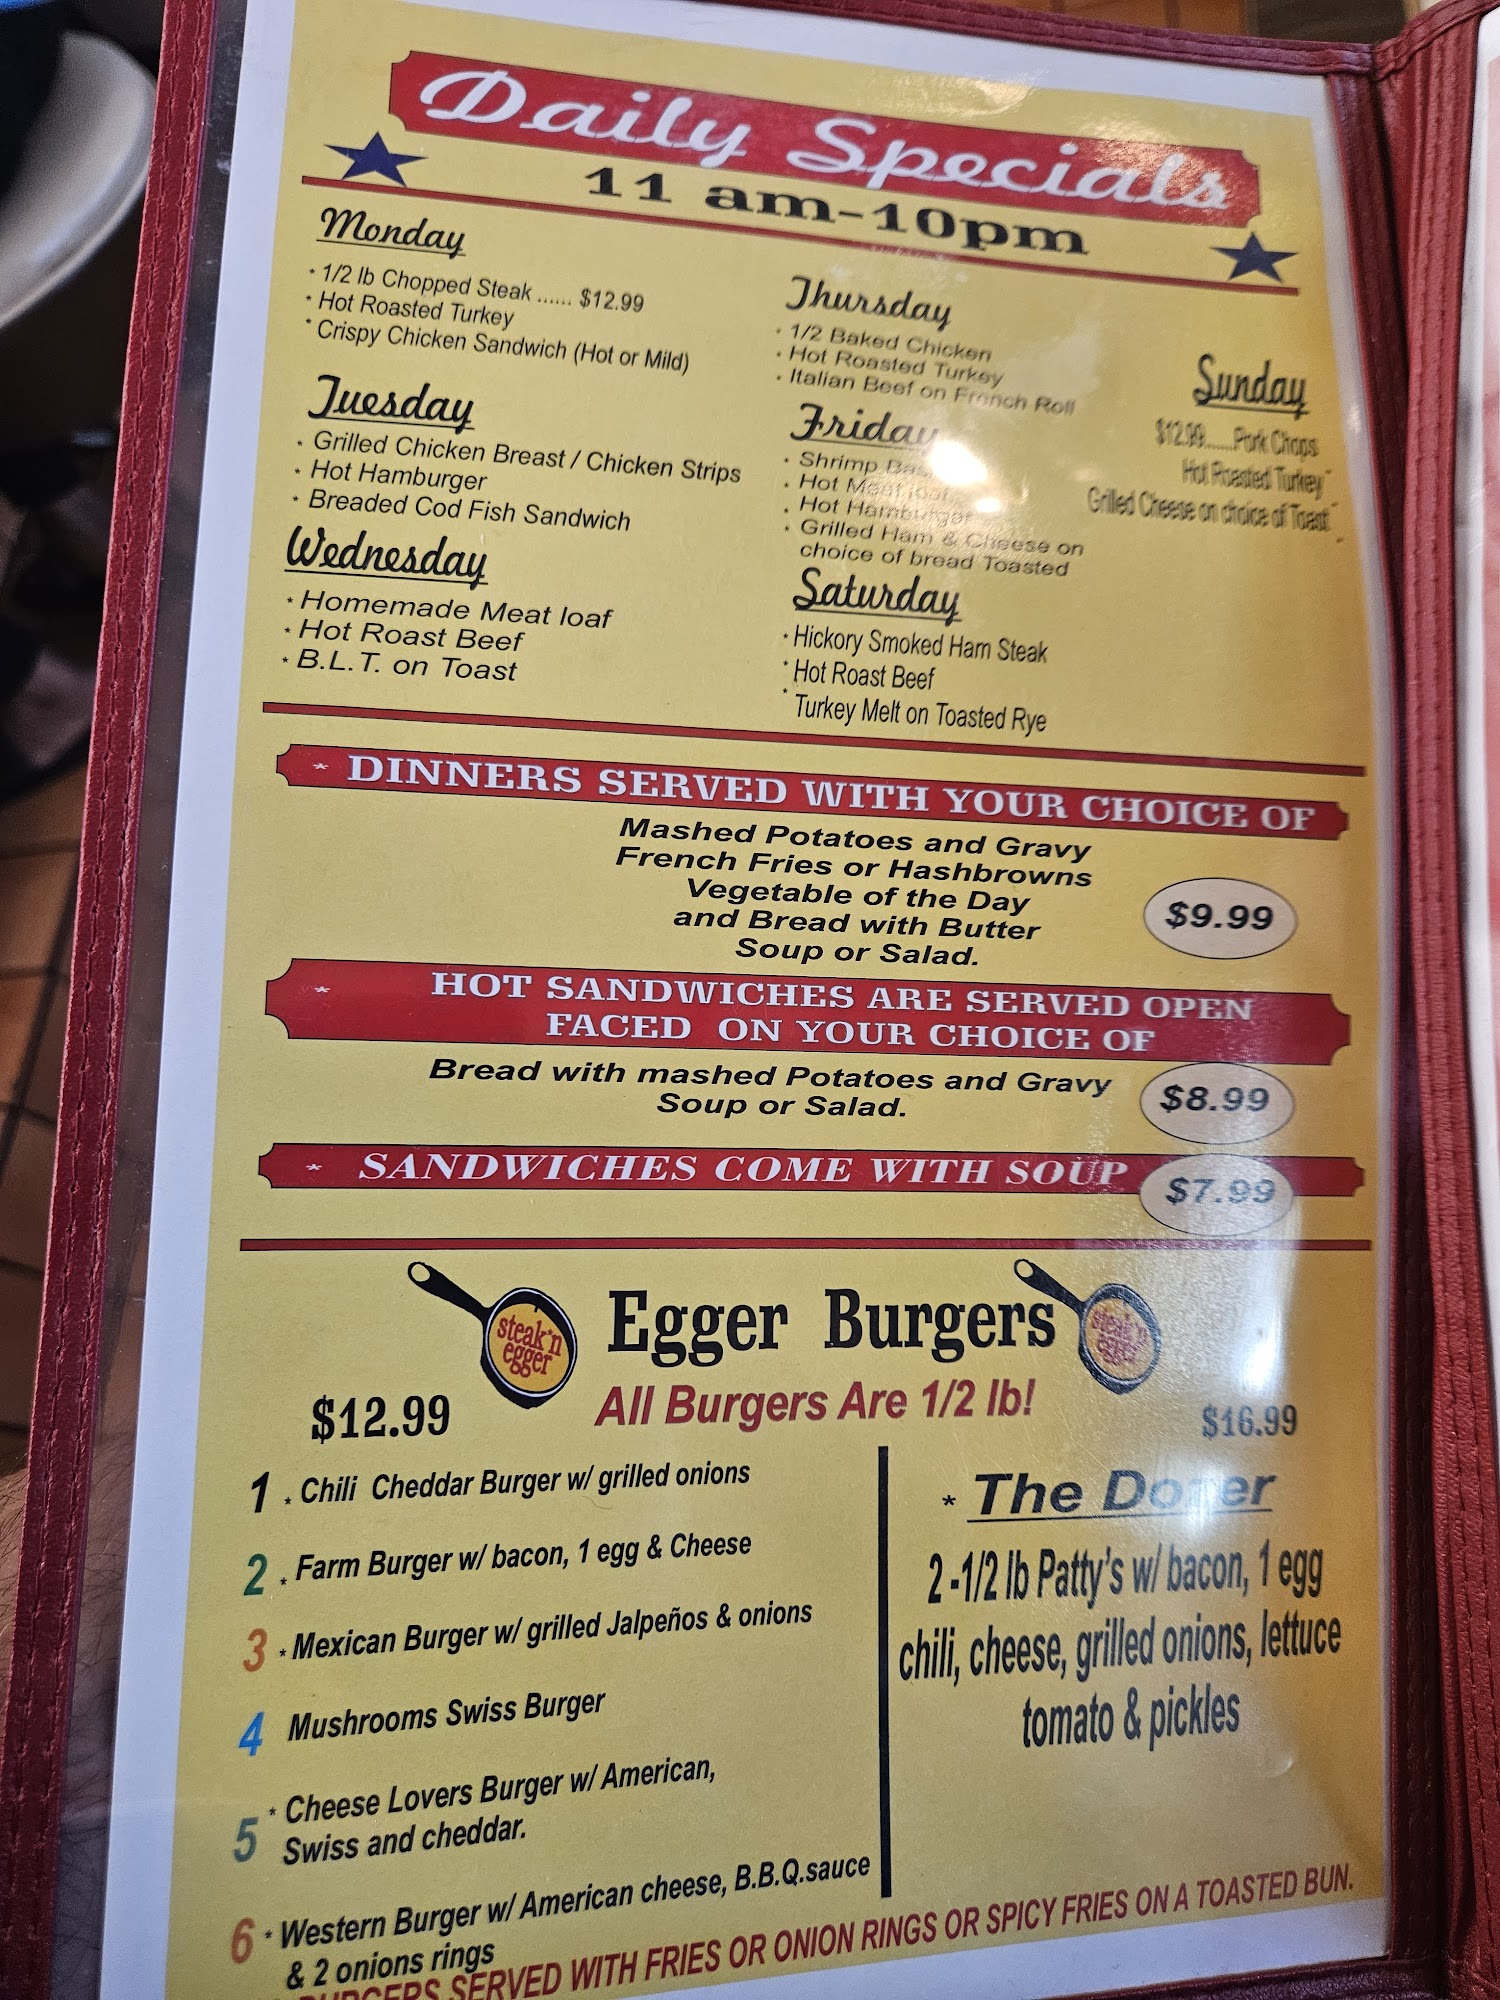 Daily Specials
11 am-10pm
Monday
* 1/2 lb Chopped Steak ...... $12.99
* Hot Roasted Turkey
* Crispy Chicken Sandwich (Hot or Mild)
Tuesday
* Grilled Chicken Breast / Chicken Strips
* Hot Hamburger
* Breaded Cod Fish Sandwich
Wednesday
* Homemade Meat loaf
* Hot Roast Beef
* B.L.T. on Toast
Thursday
* 1/2 Baked Chicken
* Hot Roasted Turkey
* Italian Beef on French Roll
Friday
* Shrimp
* Hot Meat loaf
* Hot Hamburger
* Grilled Ham & Cheese on
choice of bread Toasted
Saturday
* Hickory Smoked Ham Steak
* Hot Roast Beef
* Turkey Melt on Toasted Rye
Sunday
$12.99......Pork Chops
Hot Roasted Turkey*
Grilled Cheese on choice of Toast*
* DINNERS SERVED WITH YOUR CHOICE OF
Mashed Potatoes and Gravy
French Fries or Hashbrowns
Vegetable of the Day
and Bread with Butter
Soup or Salad.
$9.99
* HOT SANDWICHES ARE SERVED OPEN
FACED ON YOUR CHOICE OF
Bread with mashed Potatoes and Gravy
Soup or Salad.
$8.99
* SANDWICHES COME WITH SOUP
$7.99
steak'n
egger
Egger Burgers
steak'n
egger
All Burgers Are 1/2 lb!
$12.99
1 * Chili Cheddar Burger w/ grilled onions
2 * Farm Burger w/ bacon, 1 egg & Cheese
3 * Mexican Burger w/ grilled Jalpeños & onions
4 Mushrooms Swiss Burger
5 * Cheese Lovers Burger w/ American,
Swiss and cheddar.
6 * Western Burger w/ American cheese, B.B.Q.sauce
& 2 onions rings
$16.99
* The
2 -1/2 lb Patty's w/ bacon, 1 egg
chili, cheese, grilled onions, lettuce
tomato & pickles
BURGERS SERVED WITH FRIES OR ONION RINGS OR SPICY FRIES ON A TOASTED BUN.